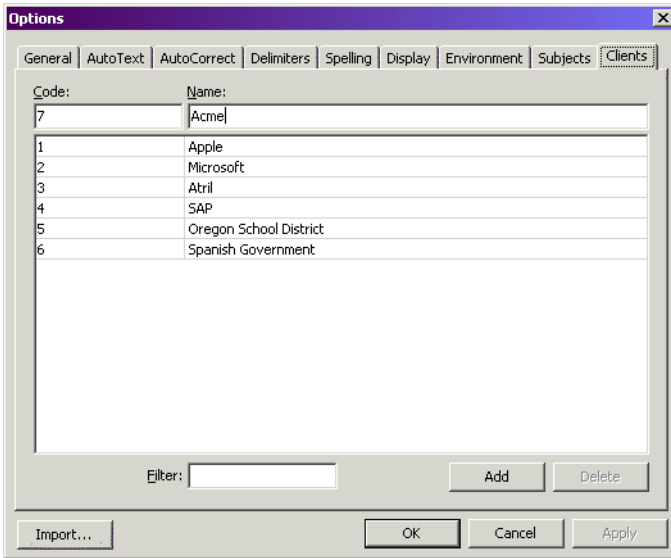 Options
General AutoText AutoCorrect Delimiters Spelling Display Environment Subjects Clients
Code: Name:
7 Acme
1 Apple
2 Microsoft
3 Atril
4 SAP
5 Oregon School District
6 Spanish Government
Filter: Add Delete
Import... OK Cancel Apply